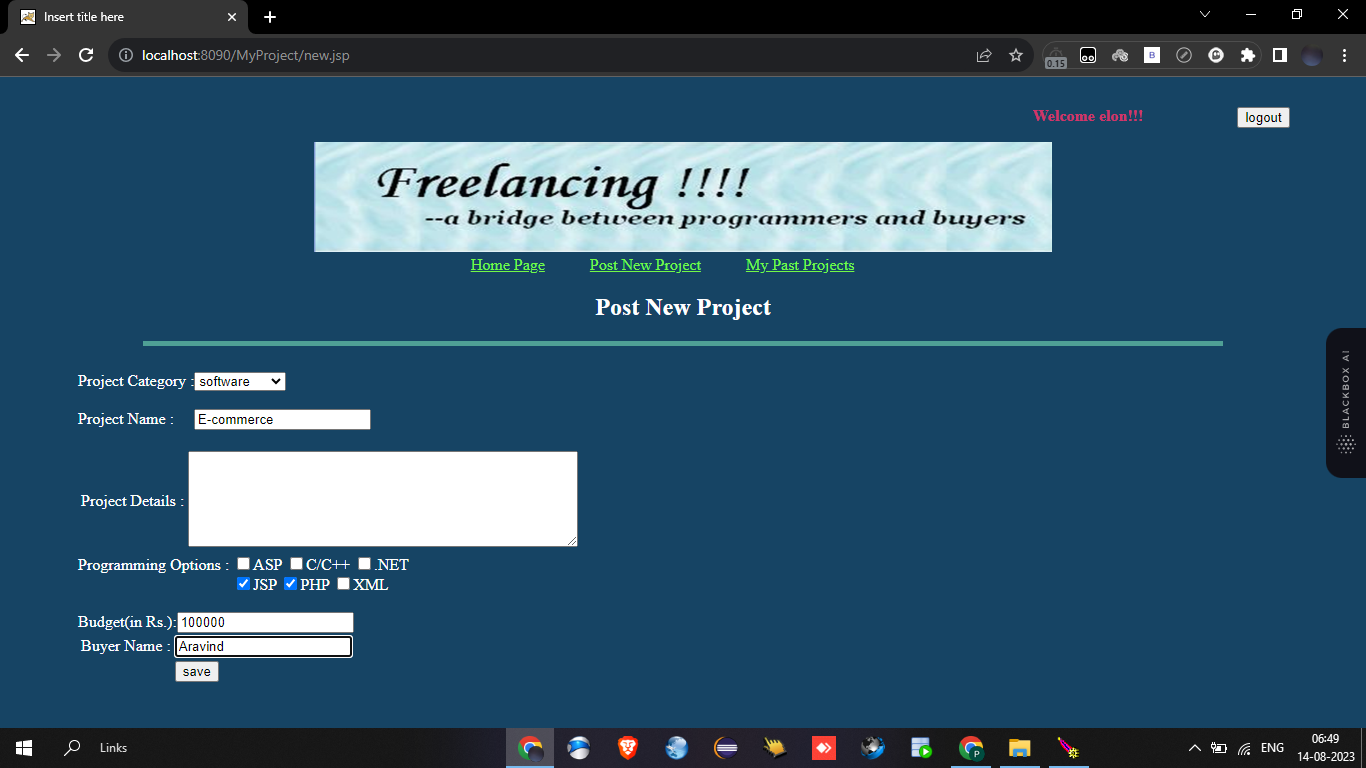 Insert title here
localhost:8090/MyProject/new.jsp
0.15
B
Welcome elon!!!
logout
Freelancing !!!!
--a bridge between programmers and buyers
Home Page Post New Project My Past Projects
Post New Project
Project Category : software
Project Name : E-commerce
Project Details :
Programming Options : ASP C/C++ .NET
JSP PHP XML
Budget(in Rs.): 100000
Buyer Name : Aravind
save
BLACKBOX AI
Links
P
ENG
06:49
14-08-2023